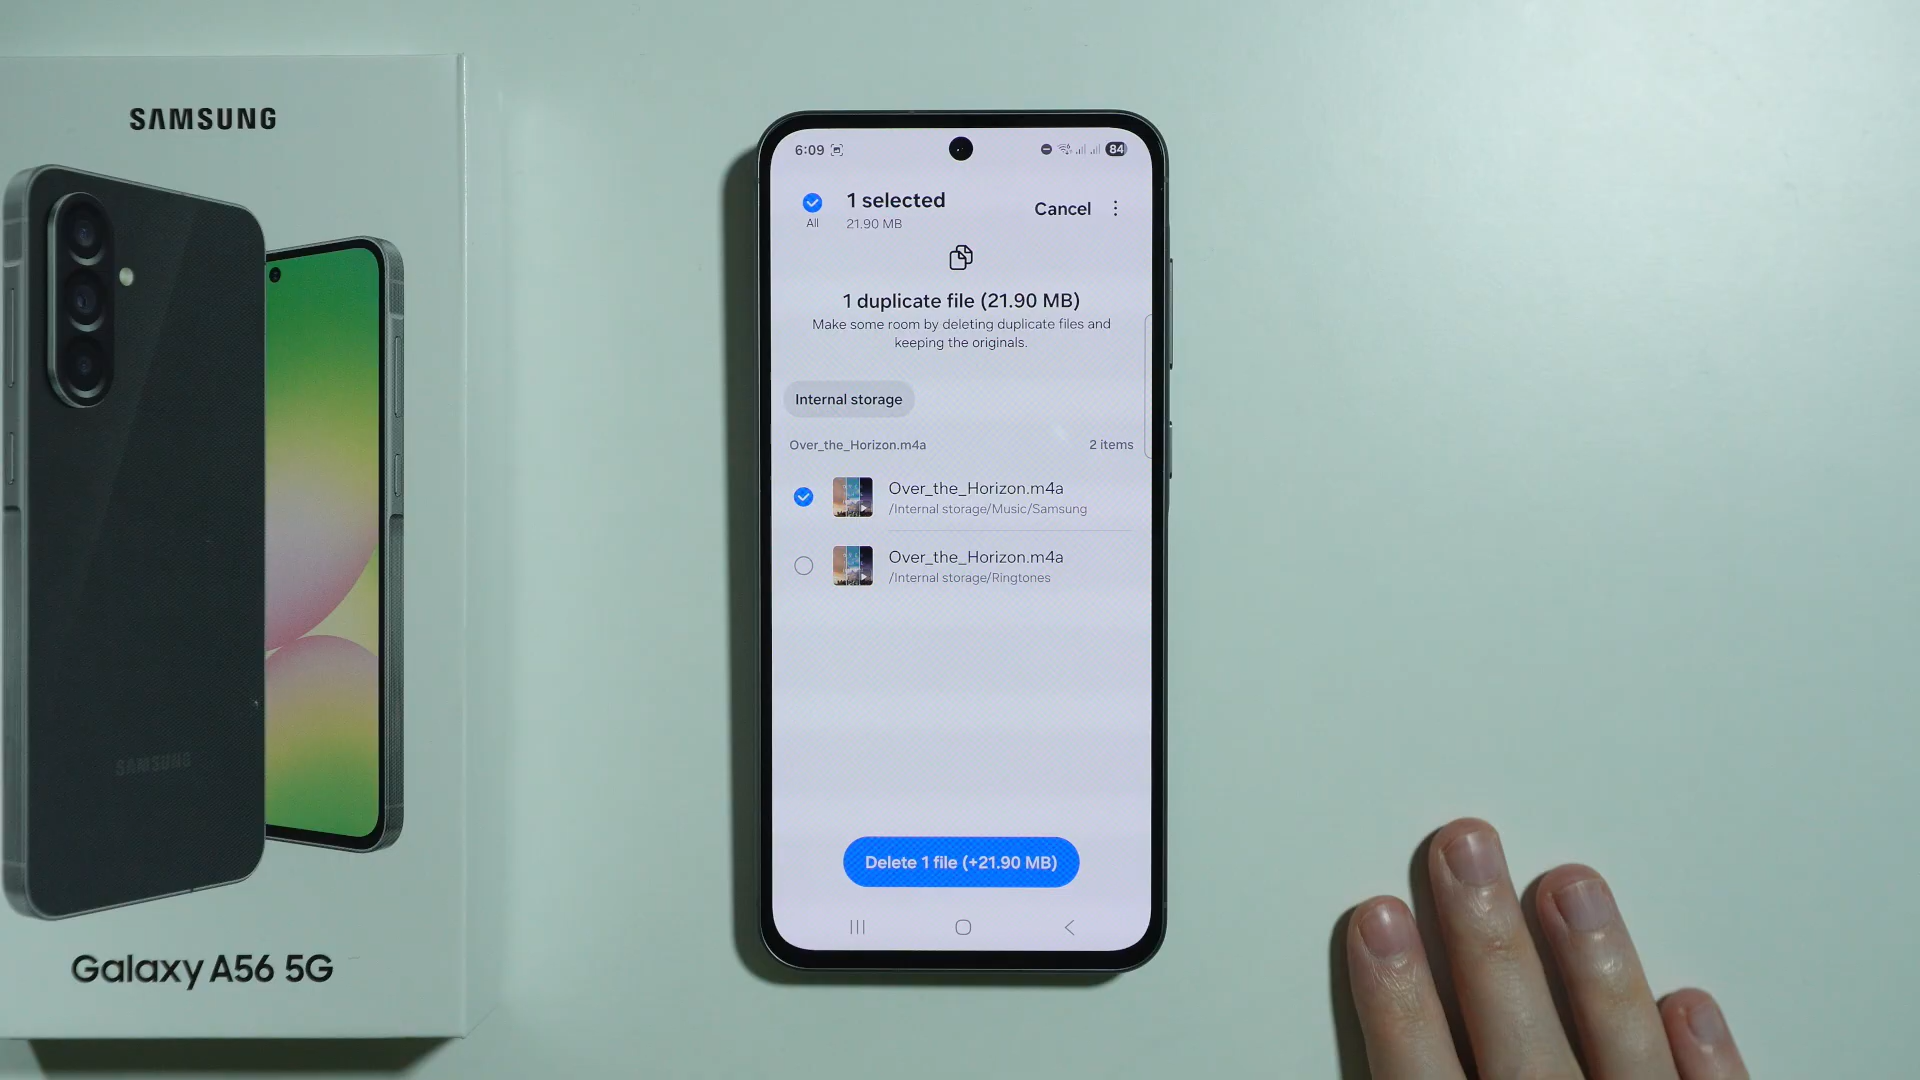 SAMSUNG
SAMSUNG
Galaxy A56 5G
6:09
84
1 selected
Cancel
All
21.90 MB
1 duplicate file (21.90 MB)
Make some room by deleting duplicate files and
keeping the originals.
Internal storage
Over_the_Horizon.m4a
2 items
Over_the_Horizon.m4a
/Internal storage/Music/Samsung
Over_the_Horizon.m4a
/Internal storage/Ringtones
Delete 1 file (+21.90 MB)